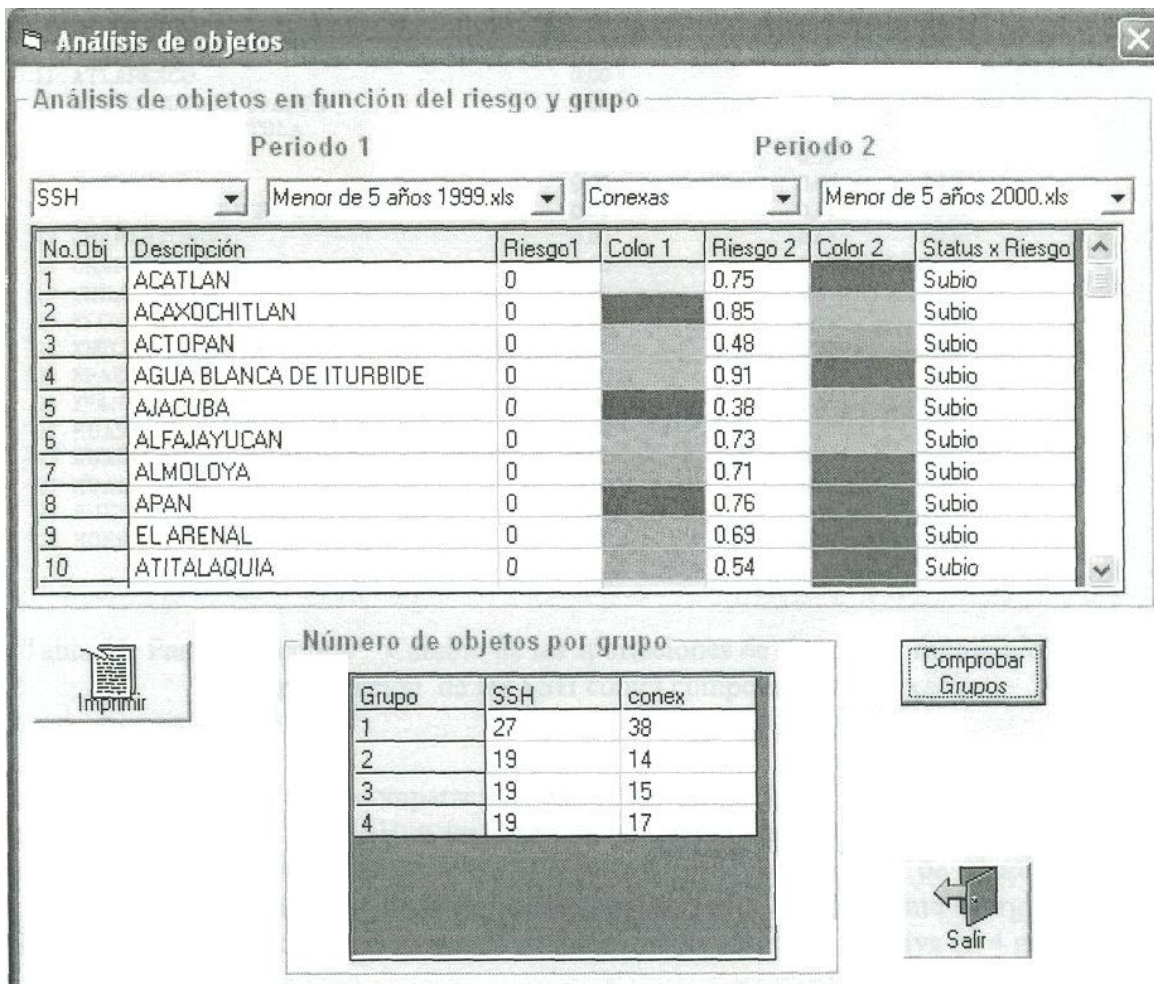 Análisis de objetos
Análisis de objetos en función del riesgo y grupo
Periodo 1 Periodo 2
SSH Menor de 5 años 1999.xls Conexas Menor de 5 años 2000.xls
No.Obj Descripción Riesgo1 Color 1 Riesgo 2 Color 2 Status x Riesgo
1 ACATLAN 0 0.75 Subio
2 ACAXOCHITLAN 0 0.85 Subio
3 ACTOPAN 0 0.48 Subio
4 AGUA BLANCA DE ITURBIDE 0 0.91 Subio
5 AJACUBA 0 0.38 Subio
6 ALFAJAYUCAN 0 0.73 Subio
7 ALMOLOYA 0 0.71 Subio
8 APAN 0 0.76 Subio
9 EL ARENAL 0 0.69 Subio
10 ATITALAQUIA 0 0.54 Subio
Imprimir
Número de objetos por grupo
Grupo SSH conex
1 27 38
2 19 14
3 19 15
4 19 17
Comprobar
Grupos
Salir